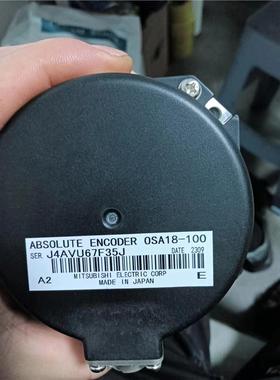 ABSOLUTE ENCODER OSA18-100
SER. J4AVU67F35J DATE 2309
MITSUBISHI ELECTRIC CORP
A2 MADE IN JAPAN E